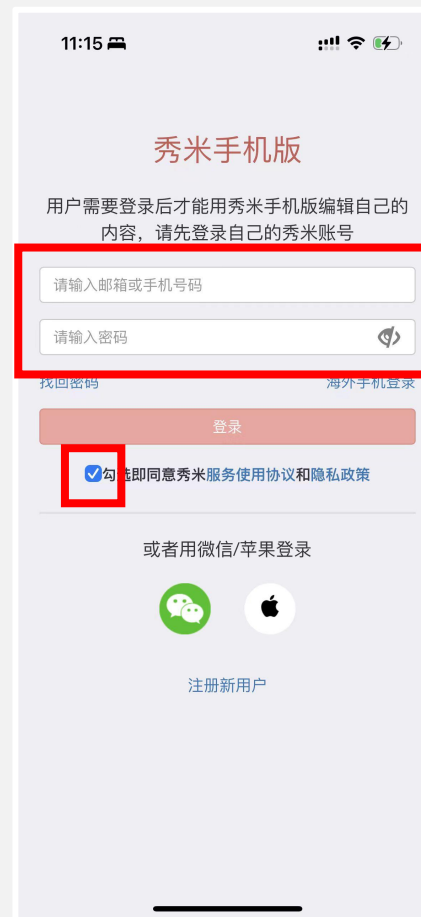 11:15
秀米手机版
用户需要登录后才能用秀米手机版编辑自己的
内容，请先登录自己的秀米账号
请输入邮箱或手机号码
请输入密码
找回密码 海外手机登录
登录
勾选即同意秀米服务使用协议和隐私政策
或者用微信/苹果登录
注册新用户